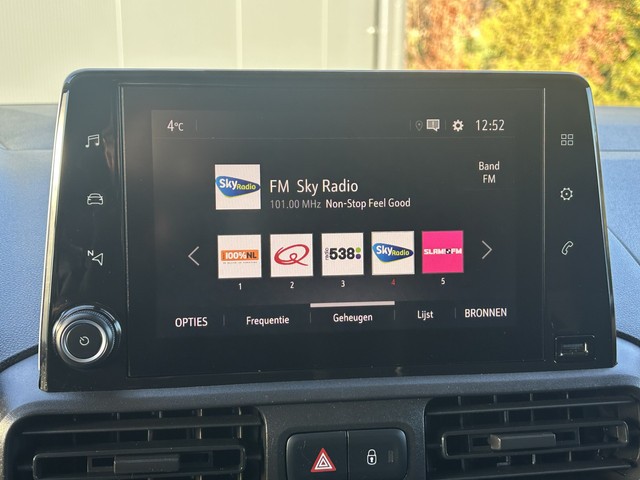 4°C
12:52
Sky Radio
FM Sky Radio
101.00 MHz Non-Stop Feel Good
Band
FM
N
100%NL
Q
radio 538
Sky Radio
SLAM!FM
1 2 3 4 5
OPTIES Frequentie Geheugen Lijst BRONNEN